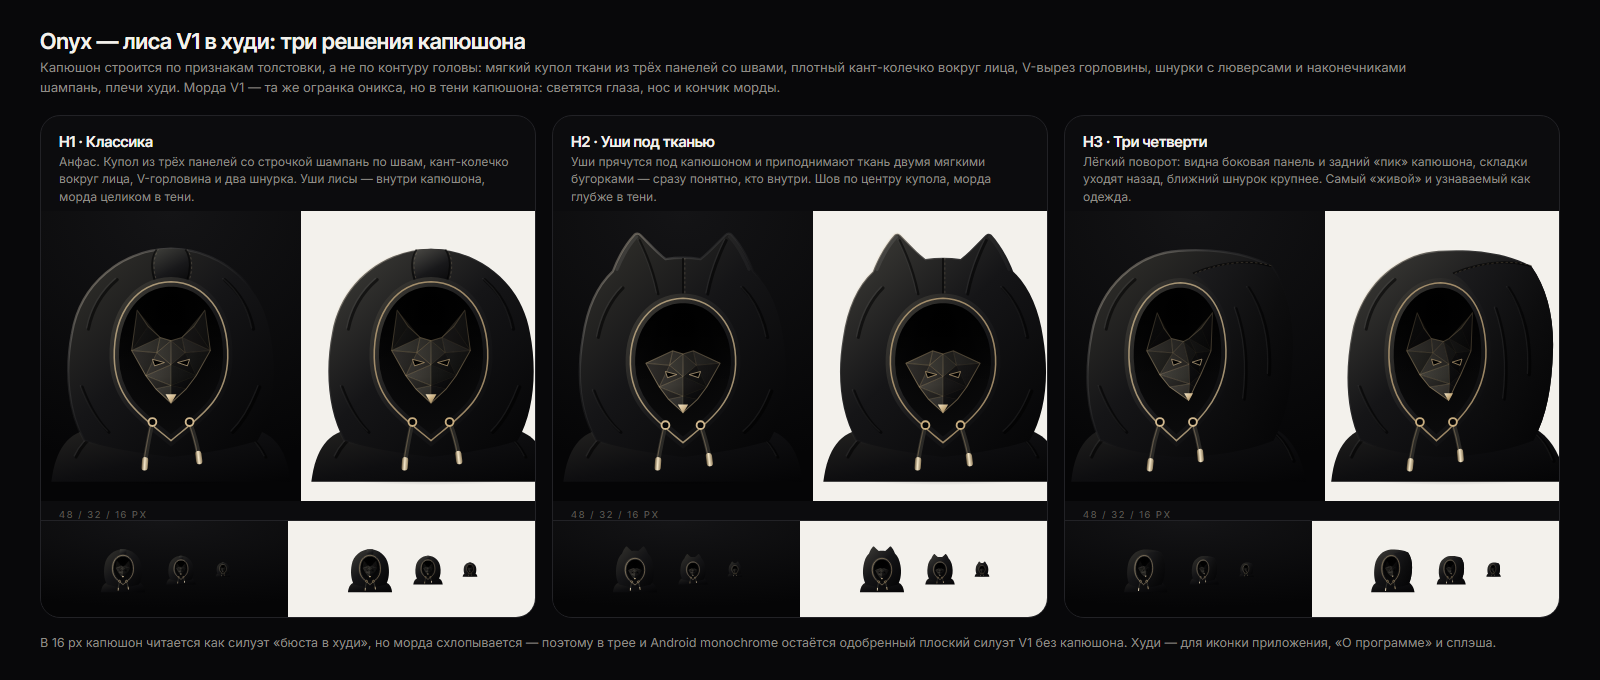 Onyx — лиса V1 в худи: три решения капюшона
Капюшон строится по признакам толстовки, а не по контуру головы: мягкий купол ткани из трёх панелей со швами, плотный кант-колечко вокруг лица, V-вырез горловины, шнурки с люверсами и наконечниками
шампань, плечи худи. Морда V1 — та же огранка оникса, но в тени капюшона: светятся глаза, нос и кончик морды.
H1 · Классика
Анфас. Купол из трёх панелей со строчкой шампань по швам, кант-колечко
вокруг лица, V-горловина и два шнурка. Уши лисы — внутри капюшона,
морда целиком в тени.
48 / 32 / 16 PX
H2 · Уши под тканью
Уши прячутся под капюшоном и приподнимают ткань двумя мягкими
бугорками — сразу понятно, кто внутри. Шов по центру купола, морда
глубже в тени.
H3 · Три четверти
Лёгкий поворот: видна боковая панель и задний «пик» капюшона, складки
уходят назад, ближний шнурок крупнее. Самый «живой» и узнаваемый как
одежда.
48 / 32 / 16 PX
В 16 px капюшон читается как силуэт «бюста в худи», но морда схлопывается — поэтому в трее и Android monochrome остаётся одобренный плоский силуэт V1 без капюшона. Худи — для иконки приложения, «О программе» и сплэша.